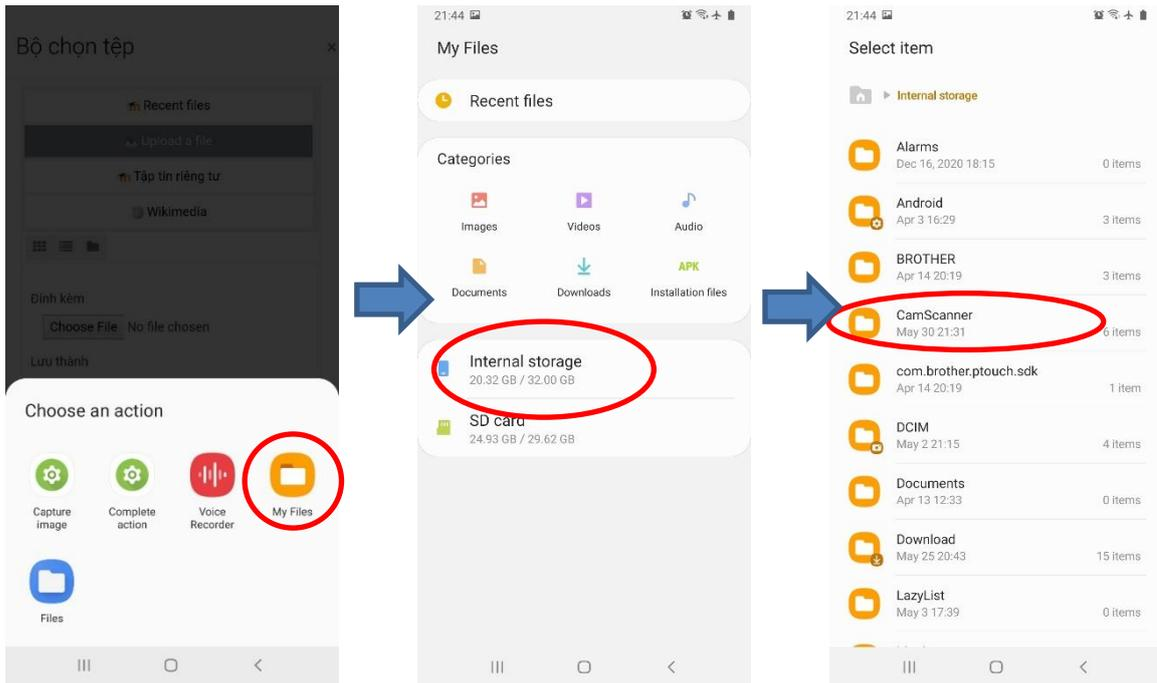 Bộ chọn tệp
×
Recent files
Upload a file
Tập tin riêng tư
Wikimedia
Đính kèm
Choose File No file chosen
Lưu thành
Choose an action
Capture image
Complete action
Voice Recorder
My Files
Files
21:44
My Files
Recent files
Categories
Images
Videos
Audio
Documents
APK
Downloads
Installation files
Internal storage
20.32 GB / 32.00 GB
SD card
24.93 GB / 29.62 GB
21:44
Select item
Internal storage
Alarms
Dec 16, 2020 18:15 0 items
Android
Apr 3 16:29 3 items
BROTHER
Apr 14 20:19 3 items
CamScanner
May 30 21:31 6 items
com.brother.ptouch.sdk
Apr 14 20:19 1 item
DCIM
May 2 21:15 4 items
Documents
Apr 13 12:33 0 items
Download
May 25 20:43 15 items
LazyList
May 3 17:39 0 items